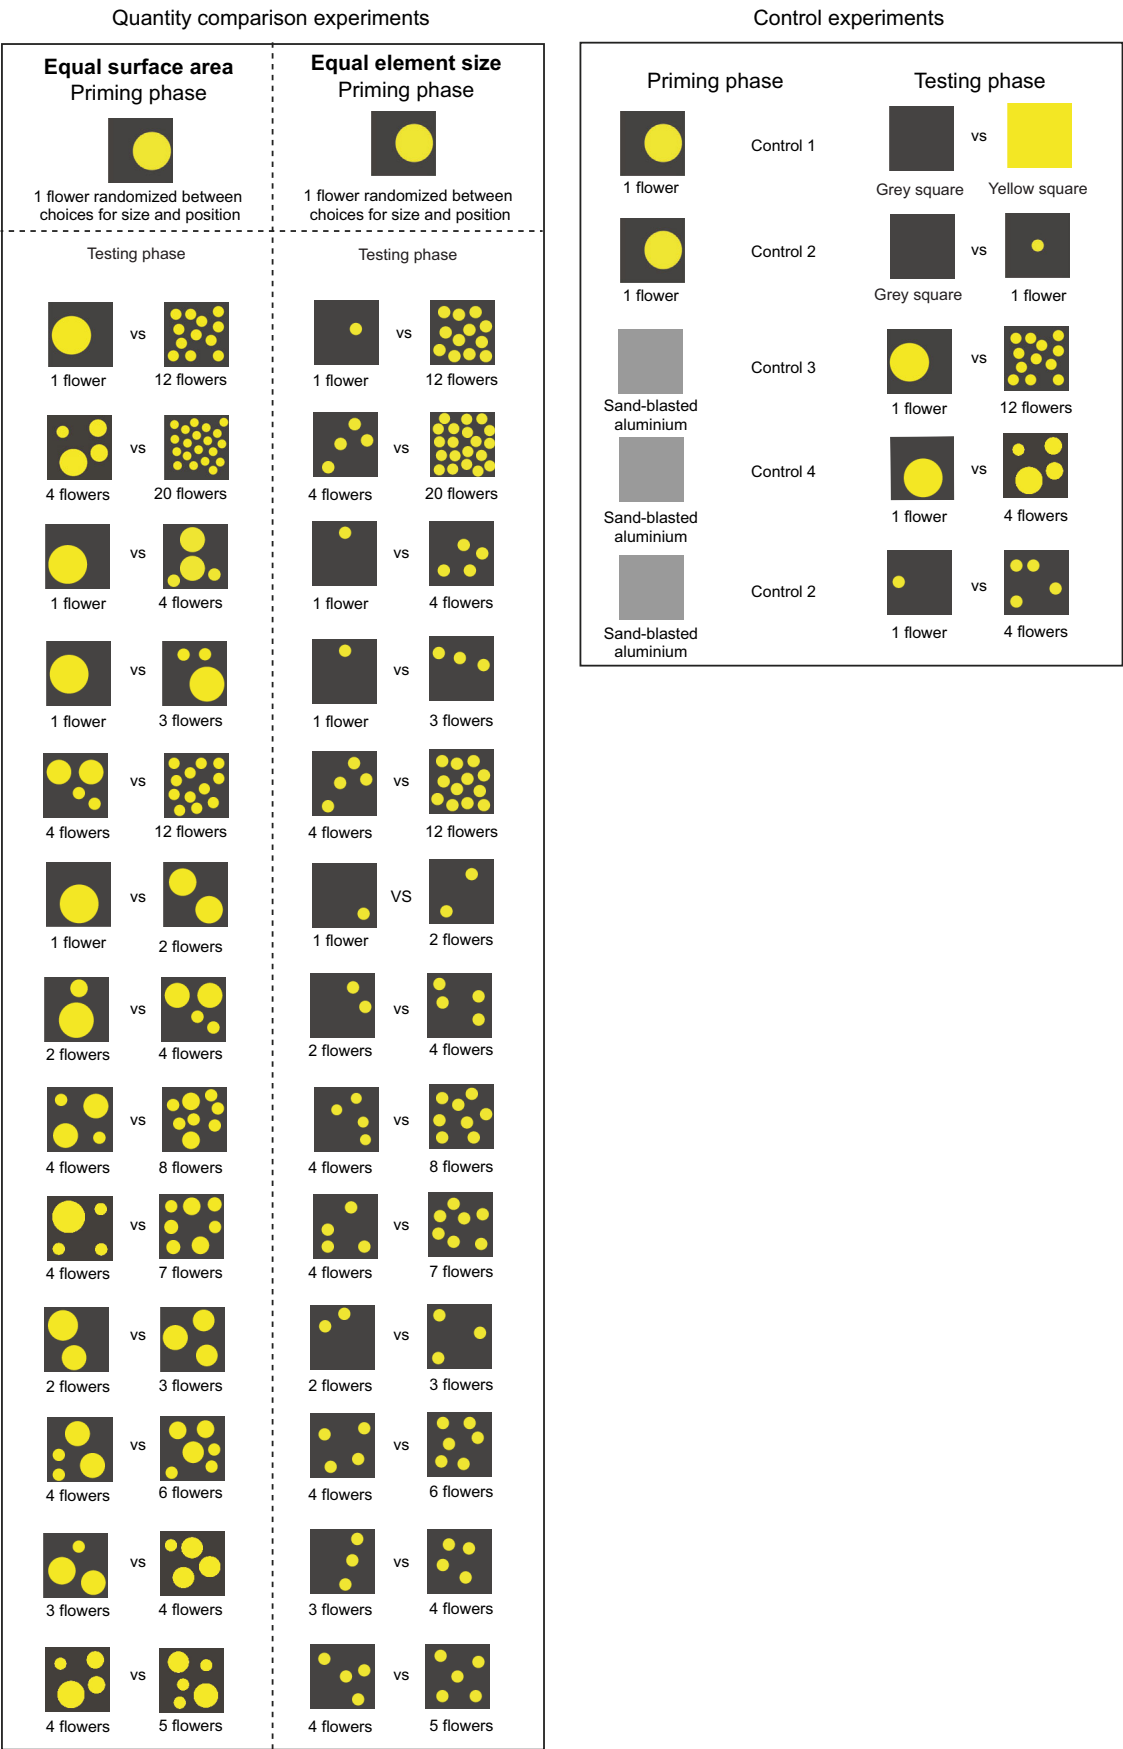 Quantity comparison experiments
Equal surface area
Priming phase
1 flower randomized between
choices for size and position
Equal element size
Priming phase
1 flower randomized between
choices for size and position
Testing phase
Testing phase
1 flower vs 12 flowers
1 flower vs 12 flowers
4 flowers vs 20 flowers
4 flowers vs 20 flowers
1 flower vs 4 flowers
1 flower vs 4 flowers
1 flower vs 3 flowers
1 flower vs 3 flowers
4 flowers vs 12 flowers
4 flowers vs 12 flowers
1 flower vs 2 flowers
1 flower VS 2 flowers
2 flowers vs 4 flowers
2 flowers vs 4 flowers
4 flowers vs 8 flowers
4 flowers vs 8 flowers
4 flowers vs 7 flowers
4 flowers vs 7 flowers
2 flowers vs 3 flowers
2 flowers vs 3 flowers
4 flowers vs 6 flowers
4 flowers vs 6 flowers
3 flowers vs 4 flowers
3 flowers vs 4 flowers
4 flowers vs 5 flowers
4 flowers vs 5 flowers
Control experiments
Priming phase
Testing phase
1 flower
Control 1
Grey square vs Yellow square
1 flower
Control 2
Grey square vs 1 flower
Sand-blasted
aluminium
Control 3
1 flower vs 12 flowers
Sand-blasted
aluminium
Control 4
1 flower vs 4 flowers
Sand-blasted
aluminium
Control 2
1 flower vs 4 flowers